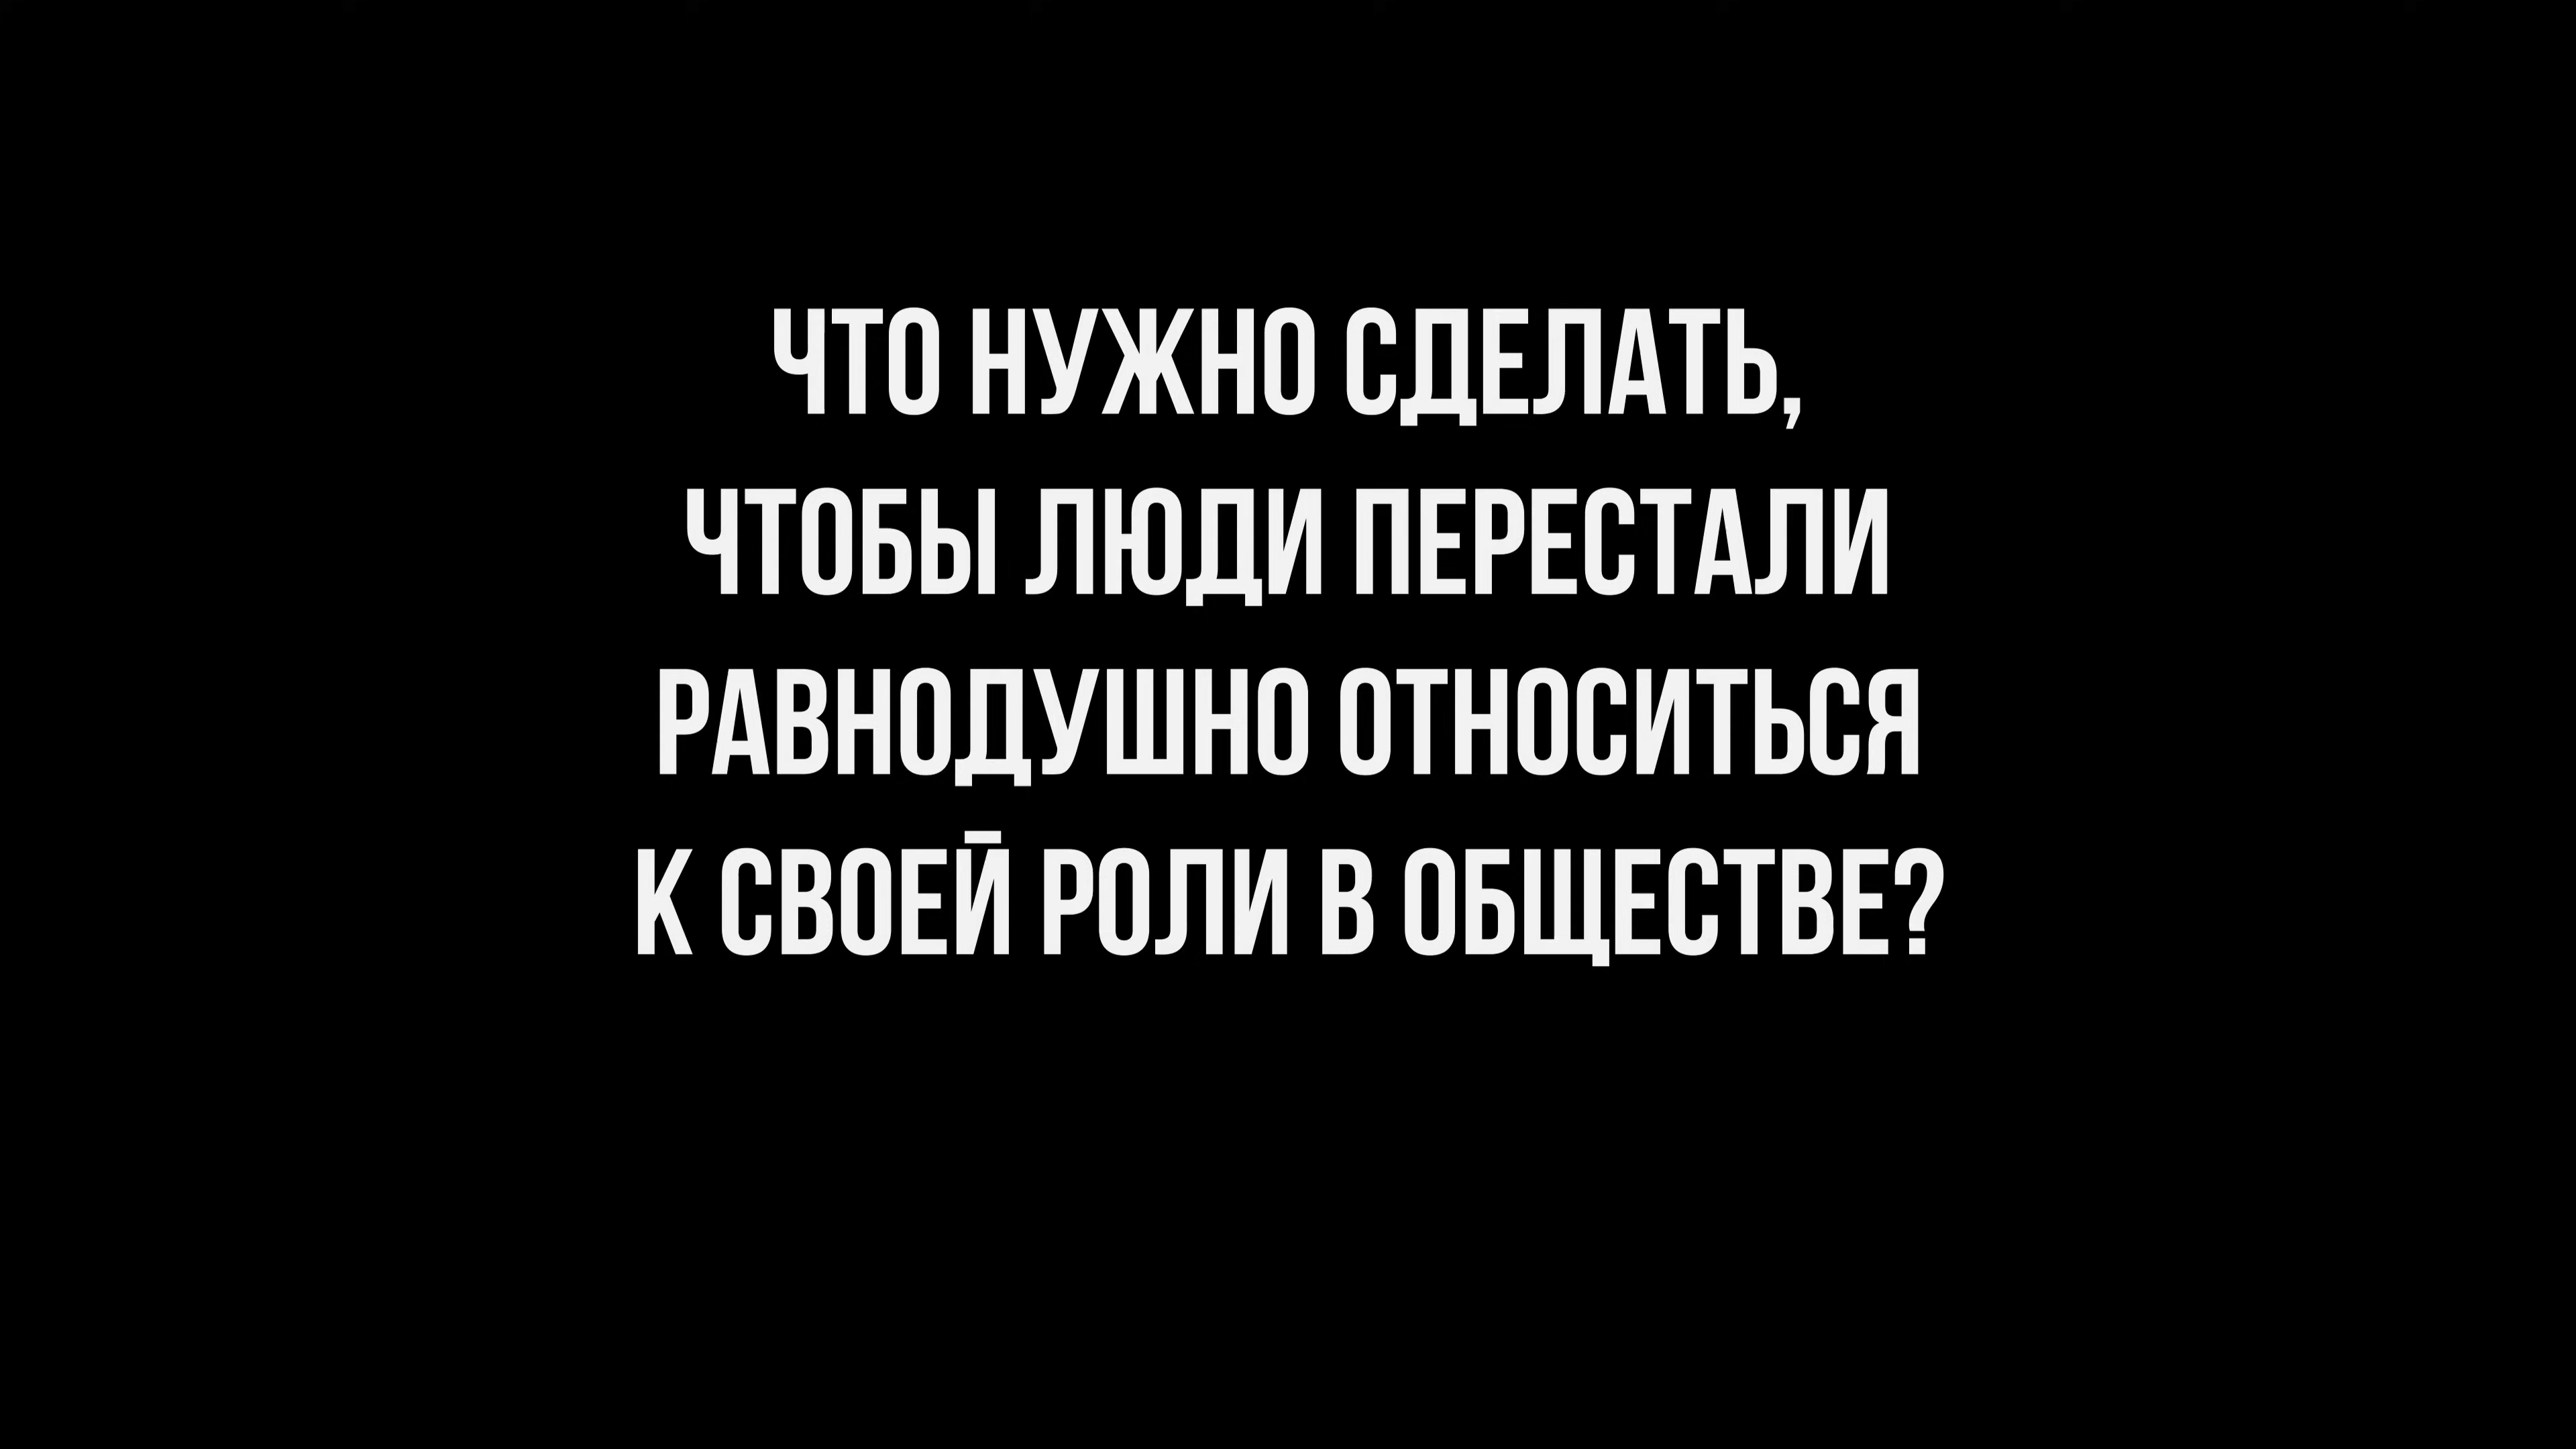 ЧТО НУЖНО СДЕЛАТЬ,
ЧТОБЫ ЛЮДИ ПЕРЕСТАЛИ
РАВНОДУШНО ОТНОСИТЬСЯ
К СВОЕЙ РОЛИ В ОБЩЕСТВЕ?